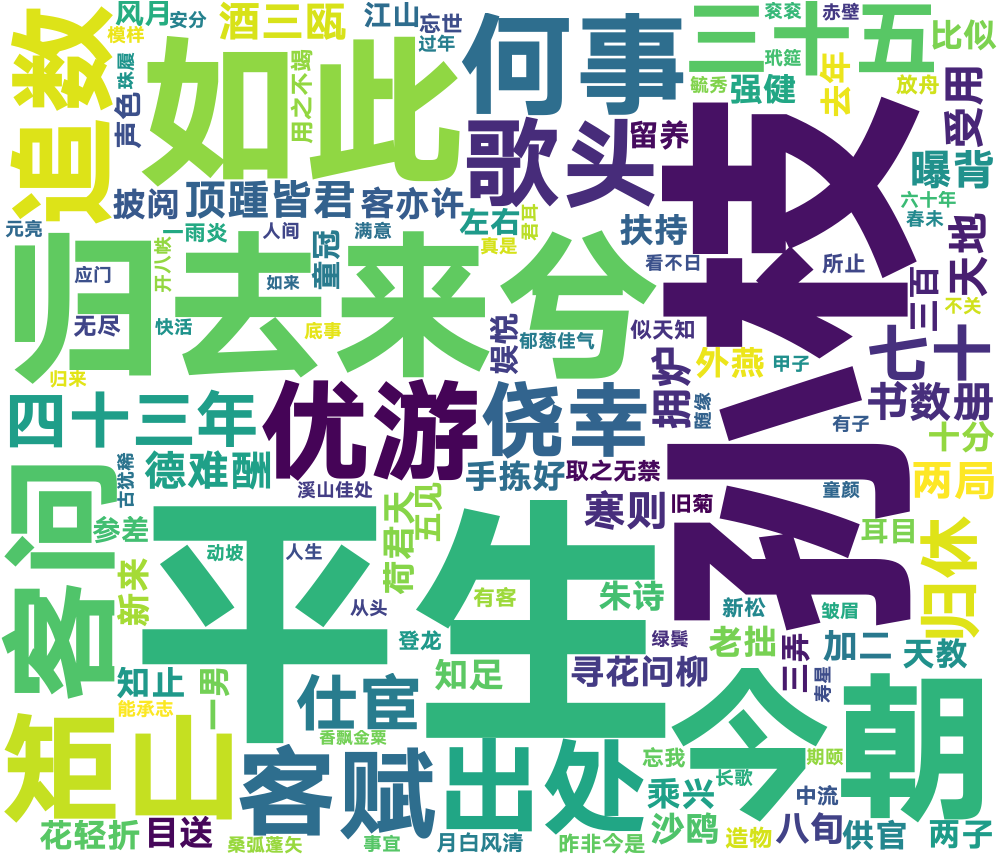 风月
安分
模样
酒三瓯
江山
忘世
过年
何事
三十五
衮衮
赤壁
比似
玳筵
毓秀
强健
去年
放舟
受用
追数
珠履
声色
如此
用之不竭
歌头
留养
曝背
六十年
春未
天地
披阅
顶踵皆君
客亦许
左右
君耳
真是
扶持
元亮
一雨炎
人间
满意
童冠
看不日
所止
三百
不关
归去来兮
应门
开八帙
如来
无尽
快活
底事
娱悦
郁葱佳气
似天知
七十
归来
拥炉
外燕
甲子
书数册
四十三年
优游
侥幸
随缘
有子
十分
小枝
列
德难酬
手拣好
取之无禁
两局
古犹稀
溪山佳处
寒则
旧菊
童颜
客问
参差
荷君天
五见
耳目
平生
动坡
人生
新来
有客
朱诗
新松
皱眉
归休
从头
登龙
绿鬓
老拙
加二
天教
知止
一男
知足
寻花问柳
三弄
寿星
能承志
仕宦
今朝
矩山
香飘金粟
客赋
出处
忘我
期颐
长歌
乘兴
中流
花轻折
目送
桑弧蓬矢
事宜
月白风清
昨非今是
沙鸥
造物
八旬
供官
两子